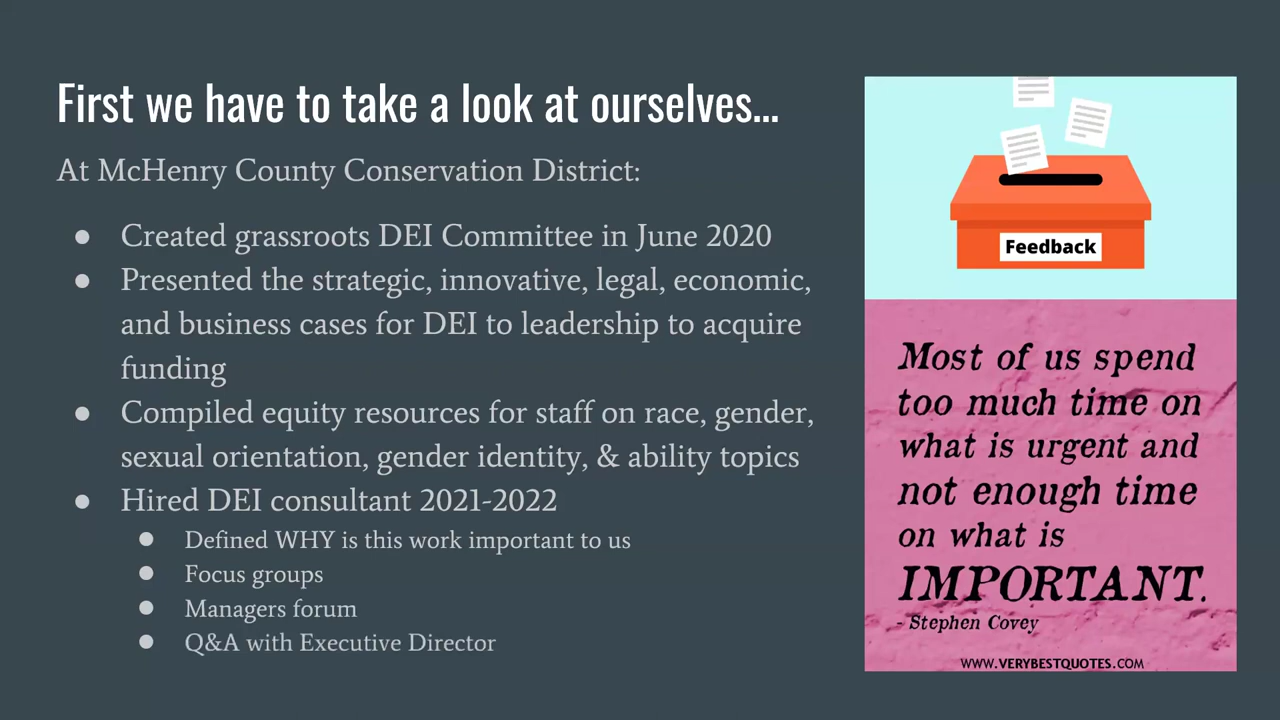 First we have to take a look at ourselves...
At McHenry County Conservation District:
● Created grassroots DEI Committee in June 2020
● Presented the strategic, innovative, legal, economic,
and business cases for DEI to leadership to acquire
funding
● Compiled equity resources for staff on race, gender,
sexual orientation, gender identity, & ability topics
● Hired DEI consultant 2021-2022
● Defined WHY is this work important to us
● Focus groups
● Managers forum
● Q&A with Executive Director
Feedback
Most of us spend
too much time on
what is urgent and
not enough time
on what is
IMPORTANT.
- Stephen Covey
WWW.VERYBESTQUOTES.COM